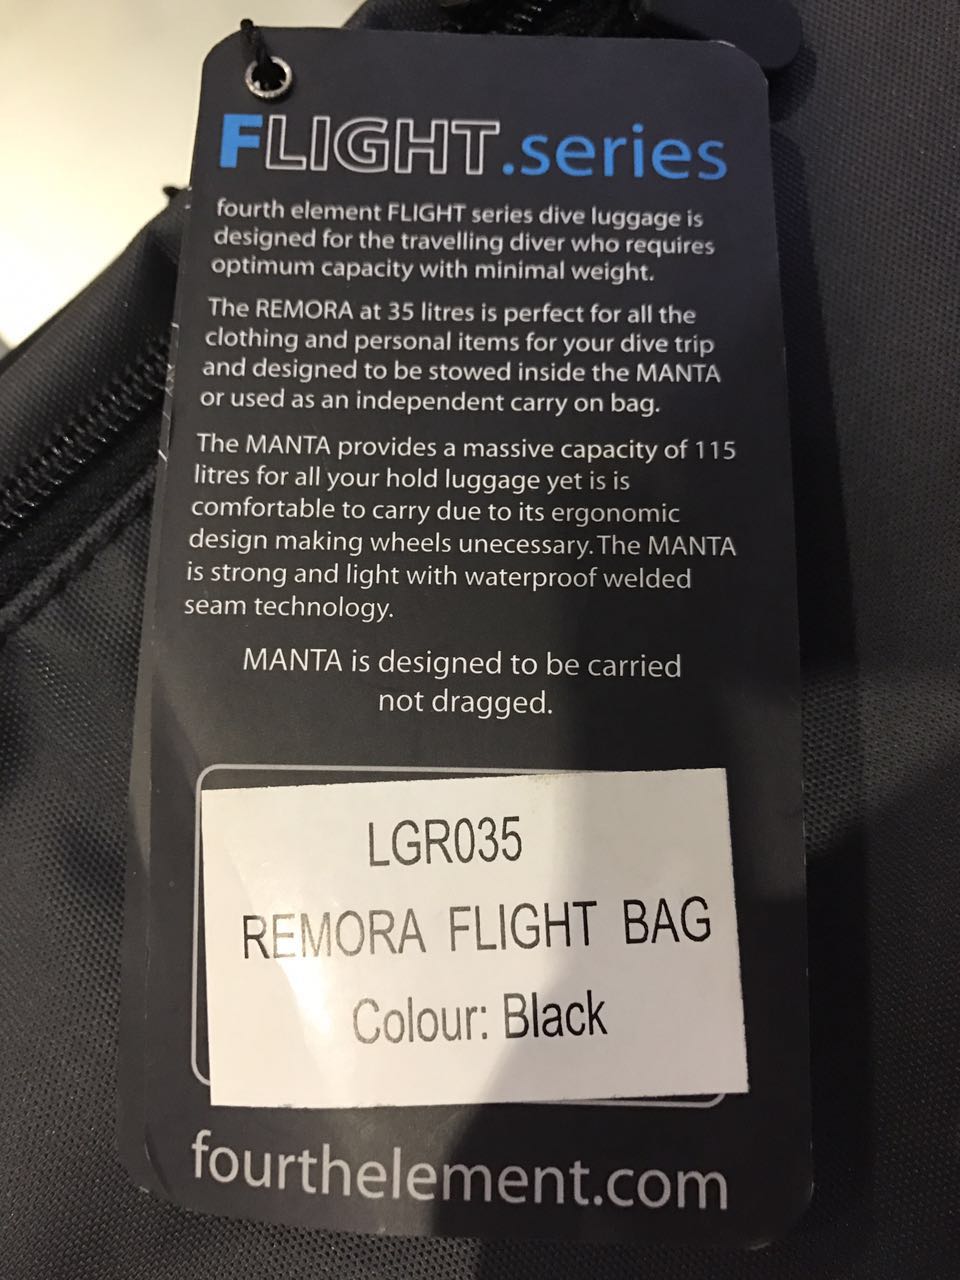 FLIGHT.series
fourth element FLIGHT series dive luggage is
designed for the travelling diver who requires
optimum capacity with minimal weight.
The REMORA at 35 litres is perfect for all the
clothing and personal items for your dive trip
and designed to be stowed inside the MANTA
or used as an independent carry on bag.
The MANTA provides a massive capacity of 115
litres for all your hold luggage yet is is
comfortable to carry due to its ergonomic
design making wheels unecessary. The MANTA
is strong and light with waterproof welded
seam technology.
MANTA is designed to be carried
not dragged.
LGR035
REMORA FLIGHT BAG
Colour: Black
fourthelement.com